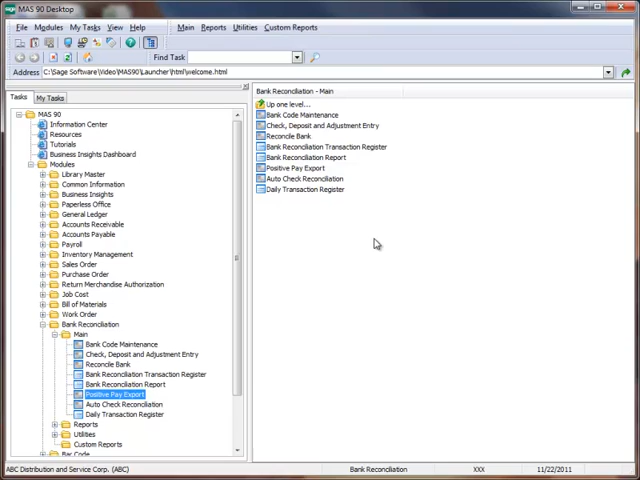 sage MAS 90 Desktop
File Modules My Tasks View Help Main Reports Utilities Custom Reports
Find Task
Address C:\Sage Software\Video\MAS90\Launcher\html\welcome.html
Tasks My Tasks
MAS 90
Information Center
Resources
Tutorials
Business Insights Dashboard
Modules
Library Master
Common Information
Business Insights
Paperless Office
General Ledger
Accounts Receivable
Accounts Payable
Payroll
Inventory Management
Sales Order
Purchase Order
Return Merchandise Authorization
Job Cost
Bill of Materials
Work Order
Bank Reconciliation
Main
Bank Code Maintenance
Check, Deposit and Adjustment Entry
Reconcile Bank
Bank Reconciliation Transaction Register
Bank Reconciliation Report
Positive Pay Export
Auto Check Reconciliation
Daily Transaction Register
Reports
Utilities
Custom Reports
Bar Code
Bank Reconciliation - Main
Up one level...
Bank Code Maintenance
Check, Deposit and Adjustment Entry
Reconcile Bank
Bank Reconciliation Transaction Register
Bank Reconciliation Report
Positive Pay Export
Auto Check Reconciliation
Daily Transaction Register
ABC Distribution and Service Corp. (ABC) Bank Reconciliation XXX 11/22/2011